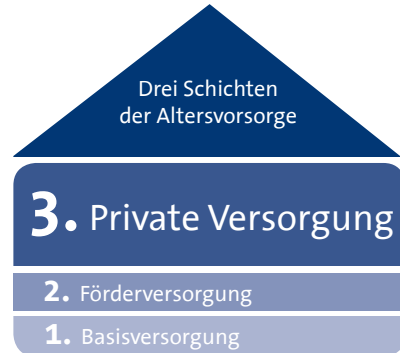 Drei Schichten
der Altersvorsorge
3. Private Versorgung
2. Förderversorgung
1. Basisversorgung